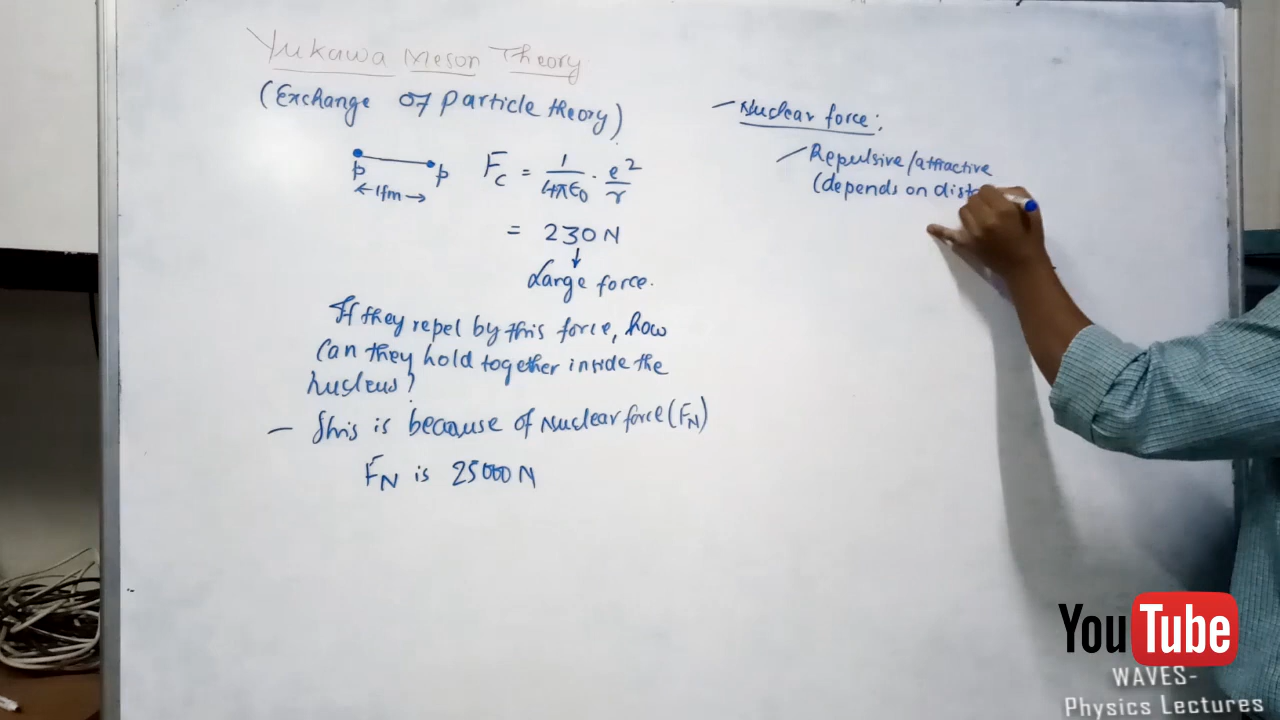 Yukawa Meson Theory
(Exchange of particle theory)
p p
←1fm→
Fc = 1/4πε0 · e²/r
= 230N
↓
Large force.
If they repel by this force, how
can they hold together inside the
nucleus?
— This is because of nuclear force (FN)
FN is 25000 N
— Nuclear force:
Repulsive/attractive
(depends on dist
YouTube
WAVES-
Physics Lectures